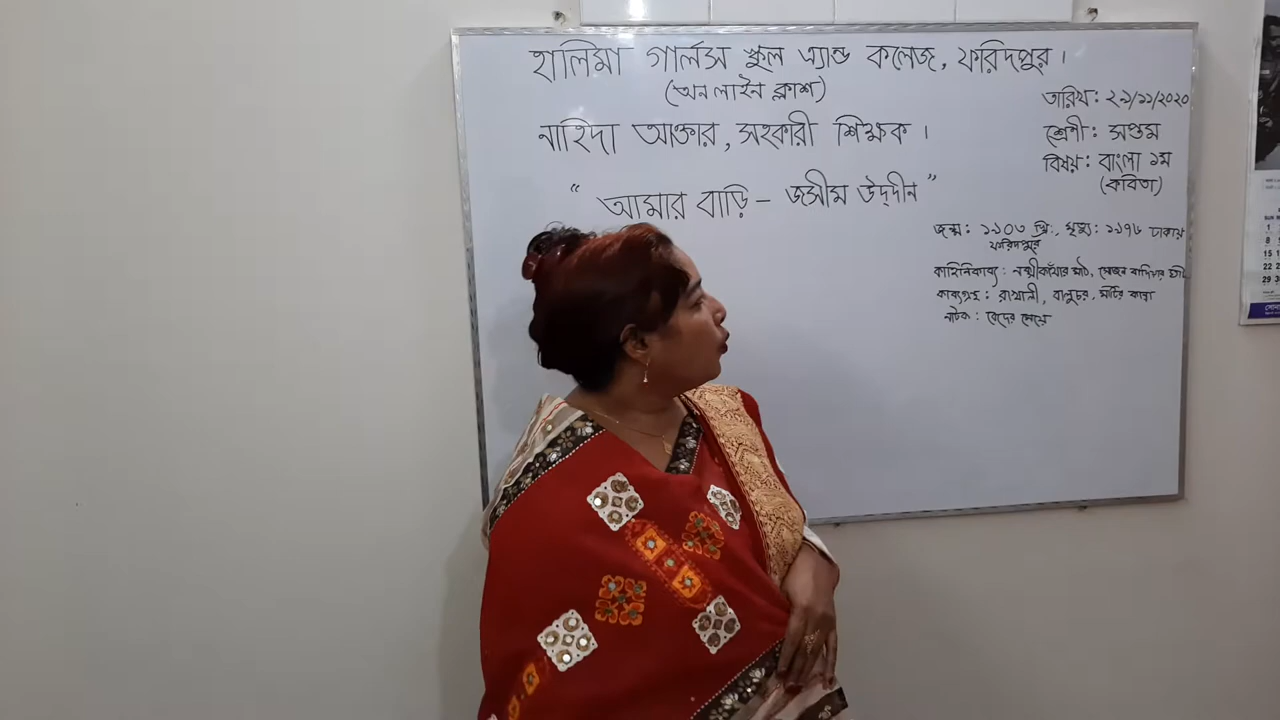 হালিমা গার্লস স্কুল এ্যান্ড কলেজ, ফরিদপুর।
(অনলাইন ক্লাশ)
নাহিদা আক্তার, সহকারী শিক্ষক।
"আমার বাড়ি - জসীম উদ্‌দীন"
তারিখ: ২৯/১১/২০২০
শ্রেণী: সপ্তম
বিষয়: বাংলা ১ম
(কবিতা)
জন্ম: ১৯০৩ খ্রি:, মৃত্যু: ১৯৭৬ ঢাকায়
ফরিদপুরে
কাহিনিকাব্য: নক্সীকাঁথার মাঠ, সোজন বাদিয়ার ঘাট
কাব্যগ্রন্থ: রাখালী, বালুচর, মাটির কান্না
নাটক: বেদের মেয়ে